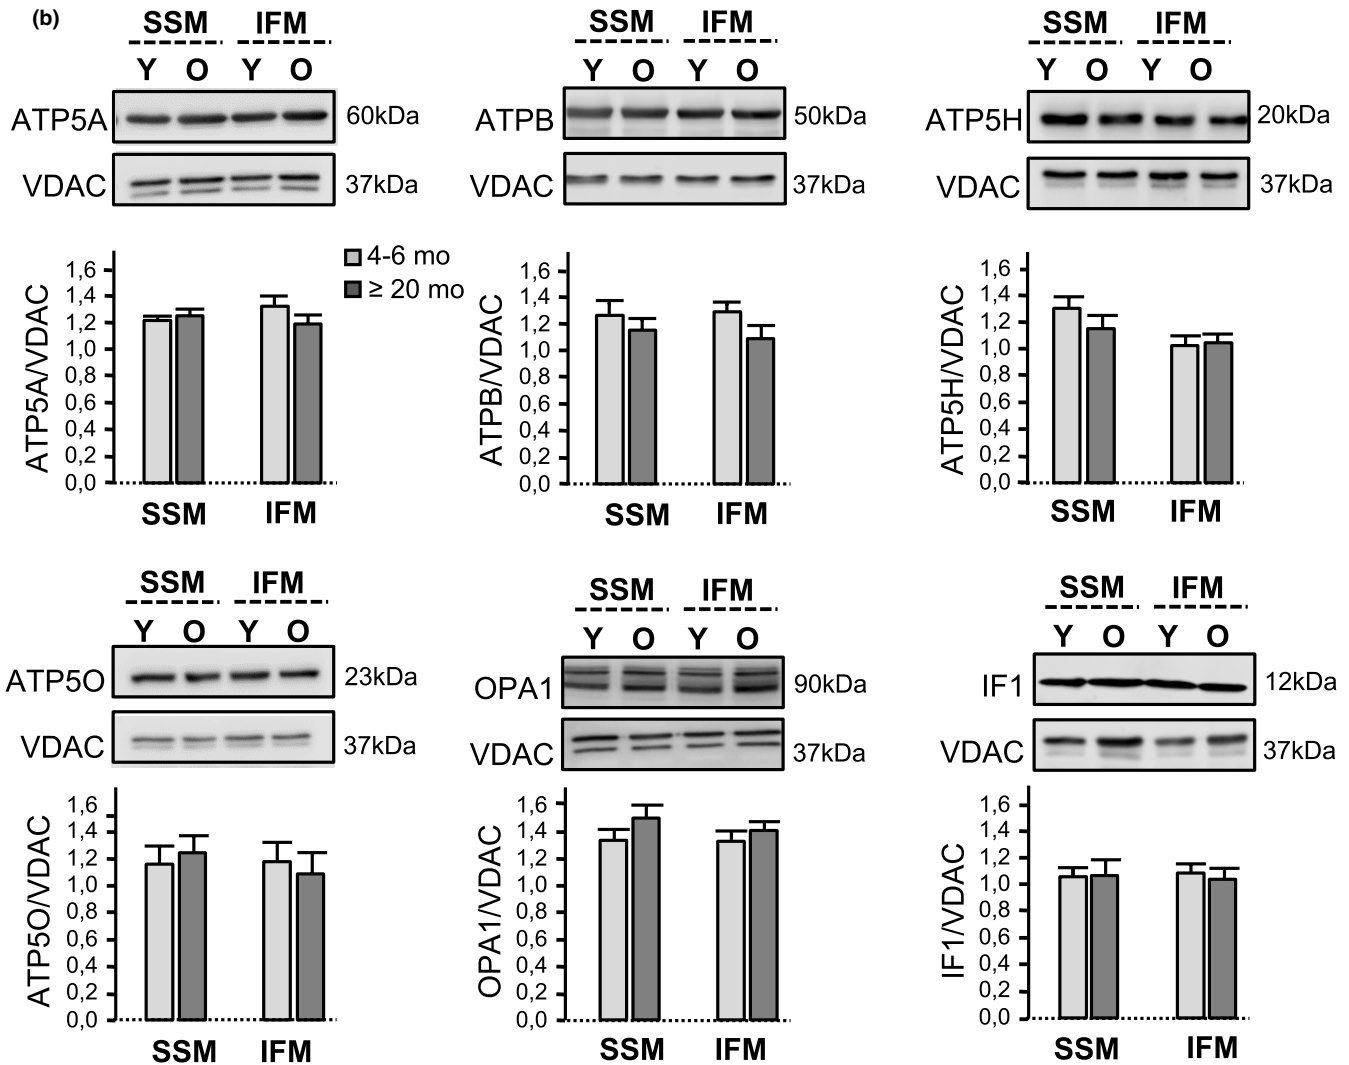 (b)
SSM IFM
Y O Y O
ATP5A 60kDa
VDAC 37kDa
4-6 mo
≥ 20 mo
ATP5A/VDAC
1,6
1,4
1,2
1,0
0,8
0,6
0,4
0,2
0,0
SSM IFM
SSM IFM
Y O Y O
ATPB 50kDa
VDAC 37kDa
ATPB/VDAC
1,6
1,4
1,2
1,0
0,8
0,6
0,4
0,2
0,0
SSM IFM
SSM IFM
Y O Y O
ATP5H 20kDa
VDAC 37kDa
ATP5H/VDAC
1,6
1,4
1,2
1,0
0,8
0,6
0,4
0,2
0,0
SSM IFM
SSM IFM
Y O Y O
ATP5O 23kDa
VDAC 37kDa
ATP5O/VDAC
1,6
1,4
1,2
1,0
0,8
0,6
0,4
0,2
0,0
SSM IFM
SSM IFM
Y O Y O
OPA1 90kDa
VDAC 37kDa
OPA1/VDAC
1,6
1,4
1,2
1,0
0,8
0,6
0,4
0,2
0,0
SSM IFM
SSM IFM
Y O Y O
IF1 12kDa
VDAC 37kDa
IF1/VDAC
1,6
1,4
1,2
1,0
0,8
0,6
0,4
0,2
0,0
SSM IFM